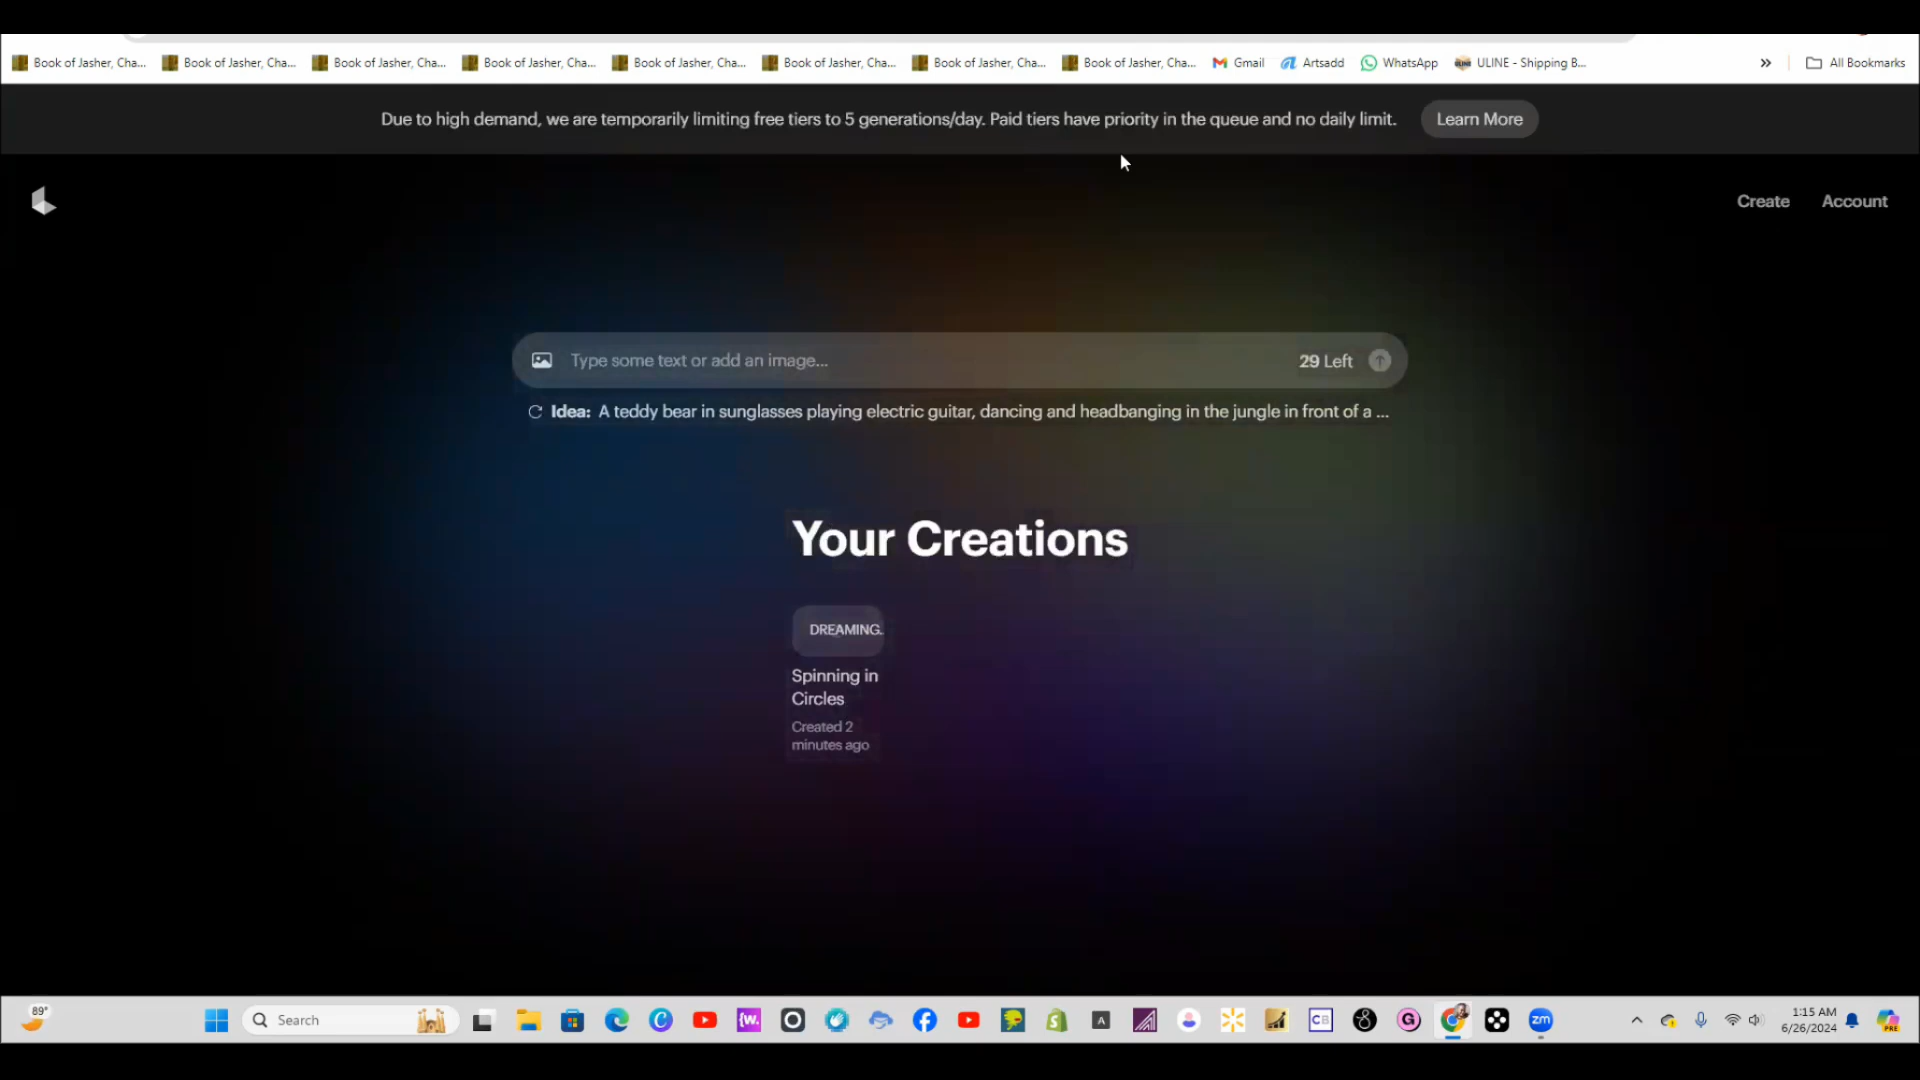 Book of Jasher, Cha... Book of Jasher, Cha... Book of Jasher, Cha... Book of Jasher, Cha... Book of Jasher, Cha... Book of Jasher, Cha... Book of Jasher, Cha... Book of Jasher, Cha... Gmail Artsadd WhatsApp ULINE - Shipping B... » All Bookmarks
Due to high demand, we are temporarily limiting free tiers to 5 generations/day. Paid tiers have priority in the queue and no daily limit. Learn More
Create Account
Type some text or add an image... 29 Left
Idea: A teddy bear in sunglasses playing electric guitar, dancing and headbanging in the jungle in front of a ...
Your Creations
DREAMING.
Spinning in
Circles
Created 2
minutes ago
89°
Search
{w.
A
CB
G
zm
1:15 AM
6/26/2024
PRE